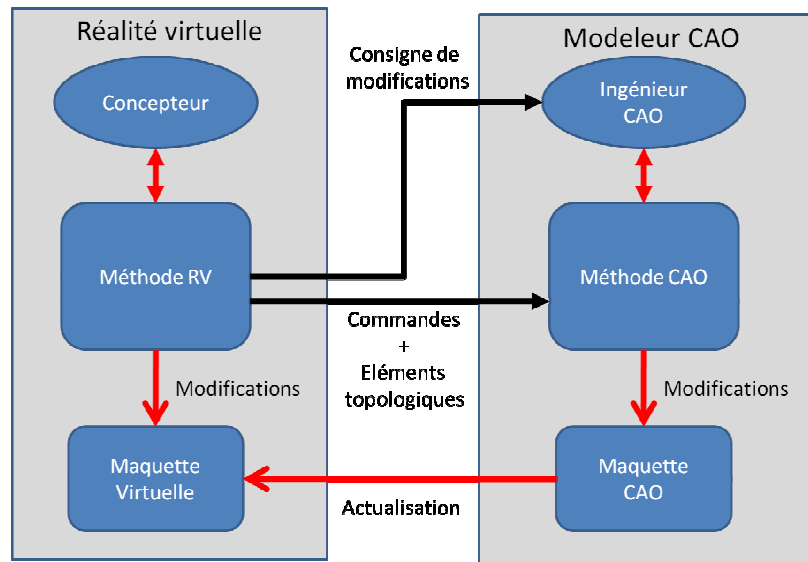 Réalité virtuelle
Concepteur
Méthode RV
Modifications
Maquette
Virtuelle
Consigne de
modifications
Commandes
+
Eléments
topologiques
Actualisation
Modeleur CAO
Ingénieur
CAO
Méthode CAO
Modifications
Maquette
CAO